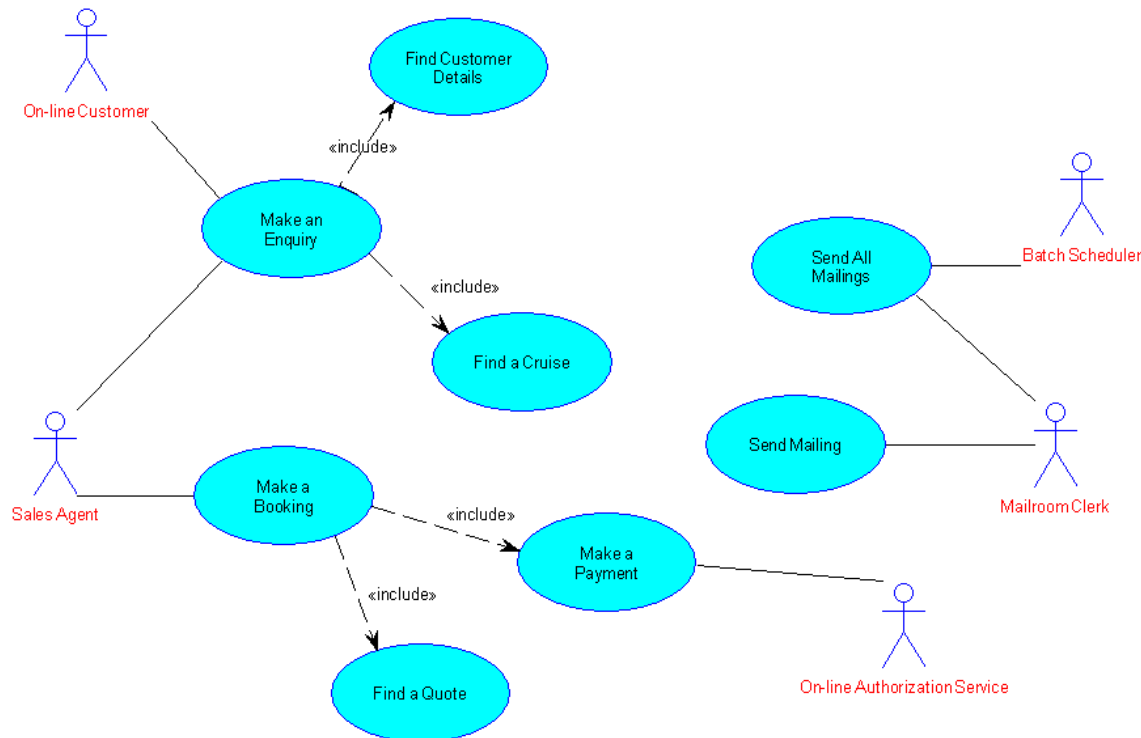 On-line Customer
Find Customer
Details
«include»
Make an
Enquiry
«include»
Find a Cruise
Send All
Mailings
Batch Scheduler
Send Mailing
Mailroom Clerk
Sales Agent
Make a
Booking
«include»
Make a
Payment
«include»
Find a Quote
On-line Authorization Service